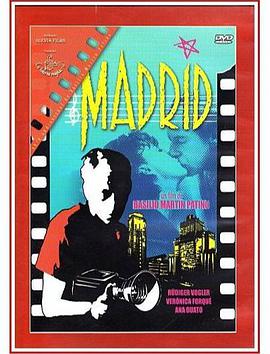 DVD
MADRID
un film de
BASILIO MARTIN PATINO
RÜDIGER VOGLER
VERÓNICA FORQUÉ
ANA DUATO